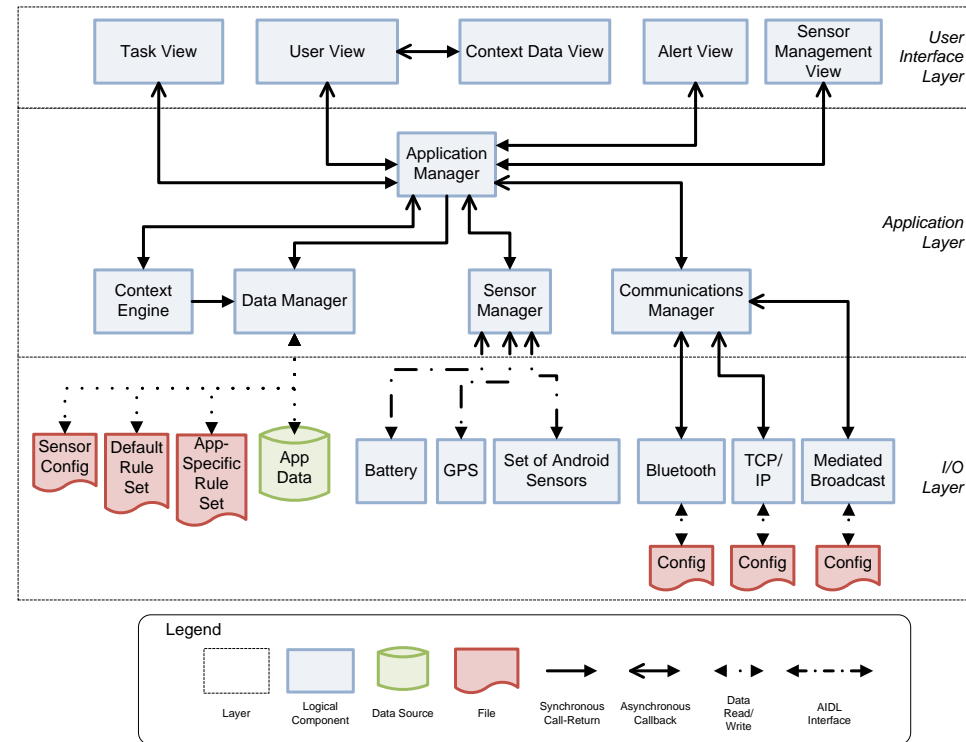 Task View
User View
Context Data View
Alert View
Sensor
Management
View
User
Interface
Layer
Application
Manager
Application
Layer
Context
Engine
Data Manager
Sensor
Manager
Communications
Manager
Sensor
Config
Default
Rule
Set
App-
Specific
Rule
Set
App
Data
Battery
GPS
Set of Android
Sensors
Bluetooth
TCP/
IP
Mediated
Broadcast
I/O
Layer
Config
Config
Config
Legend
Layer
Logical
Component
Data Source
File
Synchronous
Call-Return
Asynchronous
Callback
Data
Read/
Write
AIDL
Interface